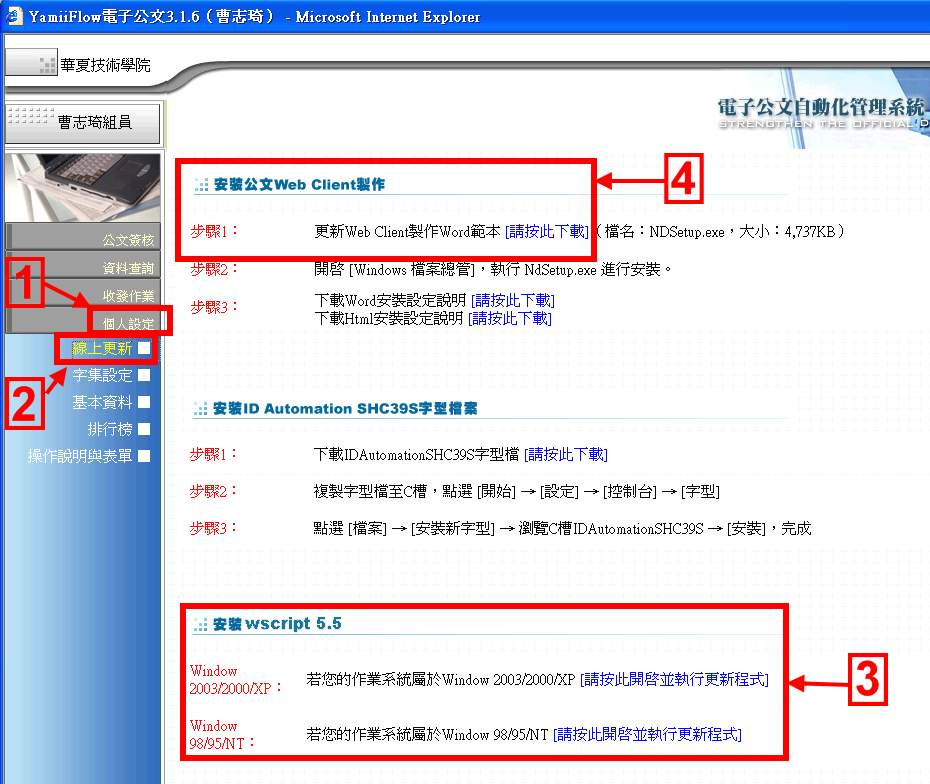 YamiiFlow電子公文3.1.6（曹志琦） - Microsoft Internet Explorer
華夏技術學院
曹志琦組員
電子公文自動化管理系統
STRENGTHEN THE OFFICIAL D
公文簽核
資料查詢
收發作業
個人設定
線上更新
字集設定
基本資料
排行榜
操作說明與表單
1
2
4
安裝公文Web Client製作
步驟1： 更新Web Client製作Word範本 [請按此下載]（檔名：NDSetup.exe，大小：4,737KB）
步驟2： 開啟 [Windows 檔案總管]，執行 NdSetup.exe 進行安裝。
步驟3： 下載Word安裝設定說明 [請按此下載]
下載Html安裝設定說明 [請按此下載]
安裝ID Automation SHC39S字型檔案
步驟1： 下載IDAutomationSHC39S字型檔 [請按此下載]
步驟2： 複製字型檔至C槽，點選 [開始] → [設定] → [控制台] → [字型]
步驟3： 點選 [檔案] → [安裝新字型] → 瀏覽C槽IDAutomationSHC39S → [安裝]，完成
安裝wscript 5.5
3
Window
2003/2000/XP： 若您的作業系統屬於Window 2003/2000/XP [請按此開啟並執行更新程式]
Window
98/95/NT： 若您的作業系統屬於Window 98/95/NT [請按此開啟並執行更新程式]